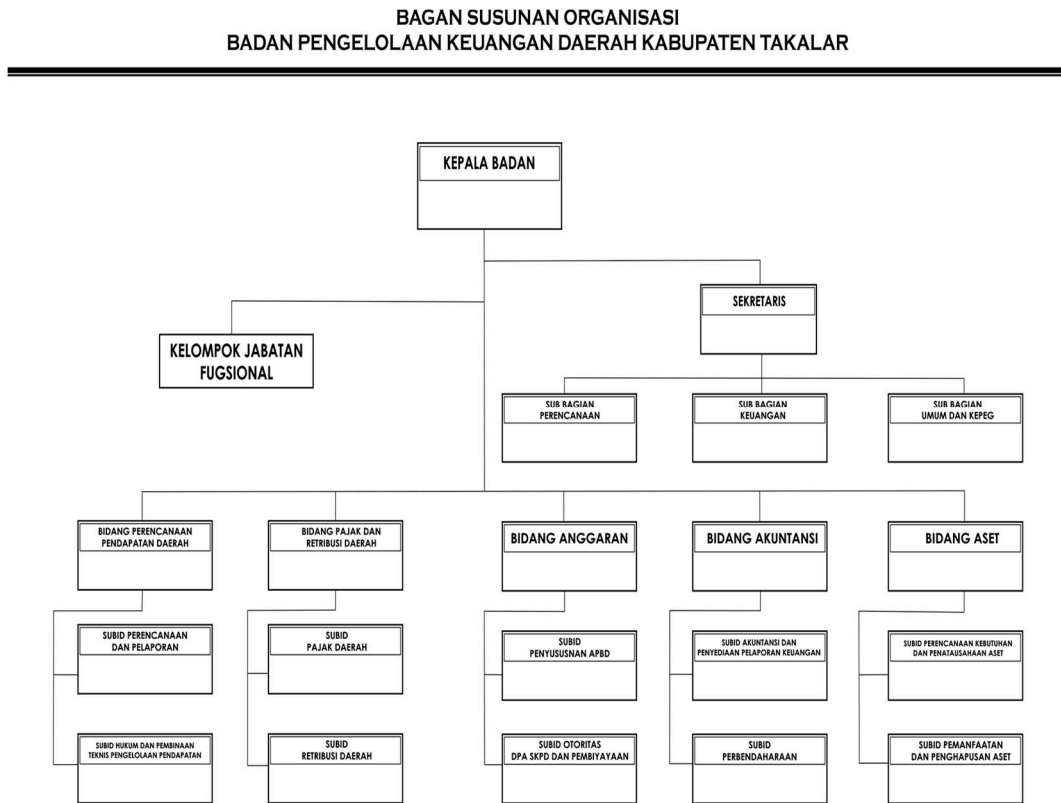 BAGAN SUSUNAN ORGANISASI
BADAN PENGELOLAAN KEUANGAN DAERAH KABUPATEN TAKALAR
KEPALA BADAN
SEKRETARIS
KELOMPOK JABATAN
FUGSIONAL
SUB BAGIAN
PERENCANAAN
SUB BAGIAN
KEUANGAN
SUB BAGIAN
UMUM DAN KEPEG
BIDANG PERENCANAAN
PENDAPATAN DAERAH
BIDANG PAJAK DAN
RETRIBUSI DAERAH
BIDANG ANGGARAN
BIDANG AKUNTANSI
BIDANG ASET
SUBID PERENCANAAN
DAN PELAPORAN
SUBID
PAJAK DAERAH
SUBID
PENYUSUSNAN APBD
SUBID AKUNTANSI DAN
PENYEDIAAN PELAPORAN KEUANGAN
SUBID PERENCANAAN KEBUTUHAN
DAN PENATAUSAHAAN ASET
SUBID HUKUM DAN PEMBINAAN
TEKNIS PENGELOLAAN PENDAPATAN
SUBID
RETRIBUSI DAERAH
SUBID OTORITAS
DPA SKPD DAN PEMBIYAYAAN
SUBID
PERBENDAHARAAN
SUBID PEMANFAATAN
DAN PENGHAPUSAN ASET